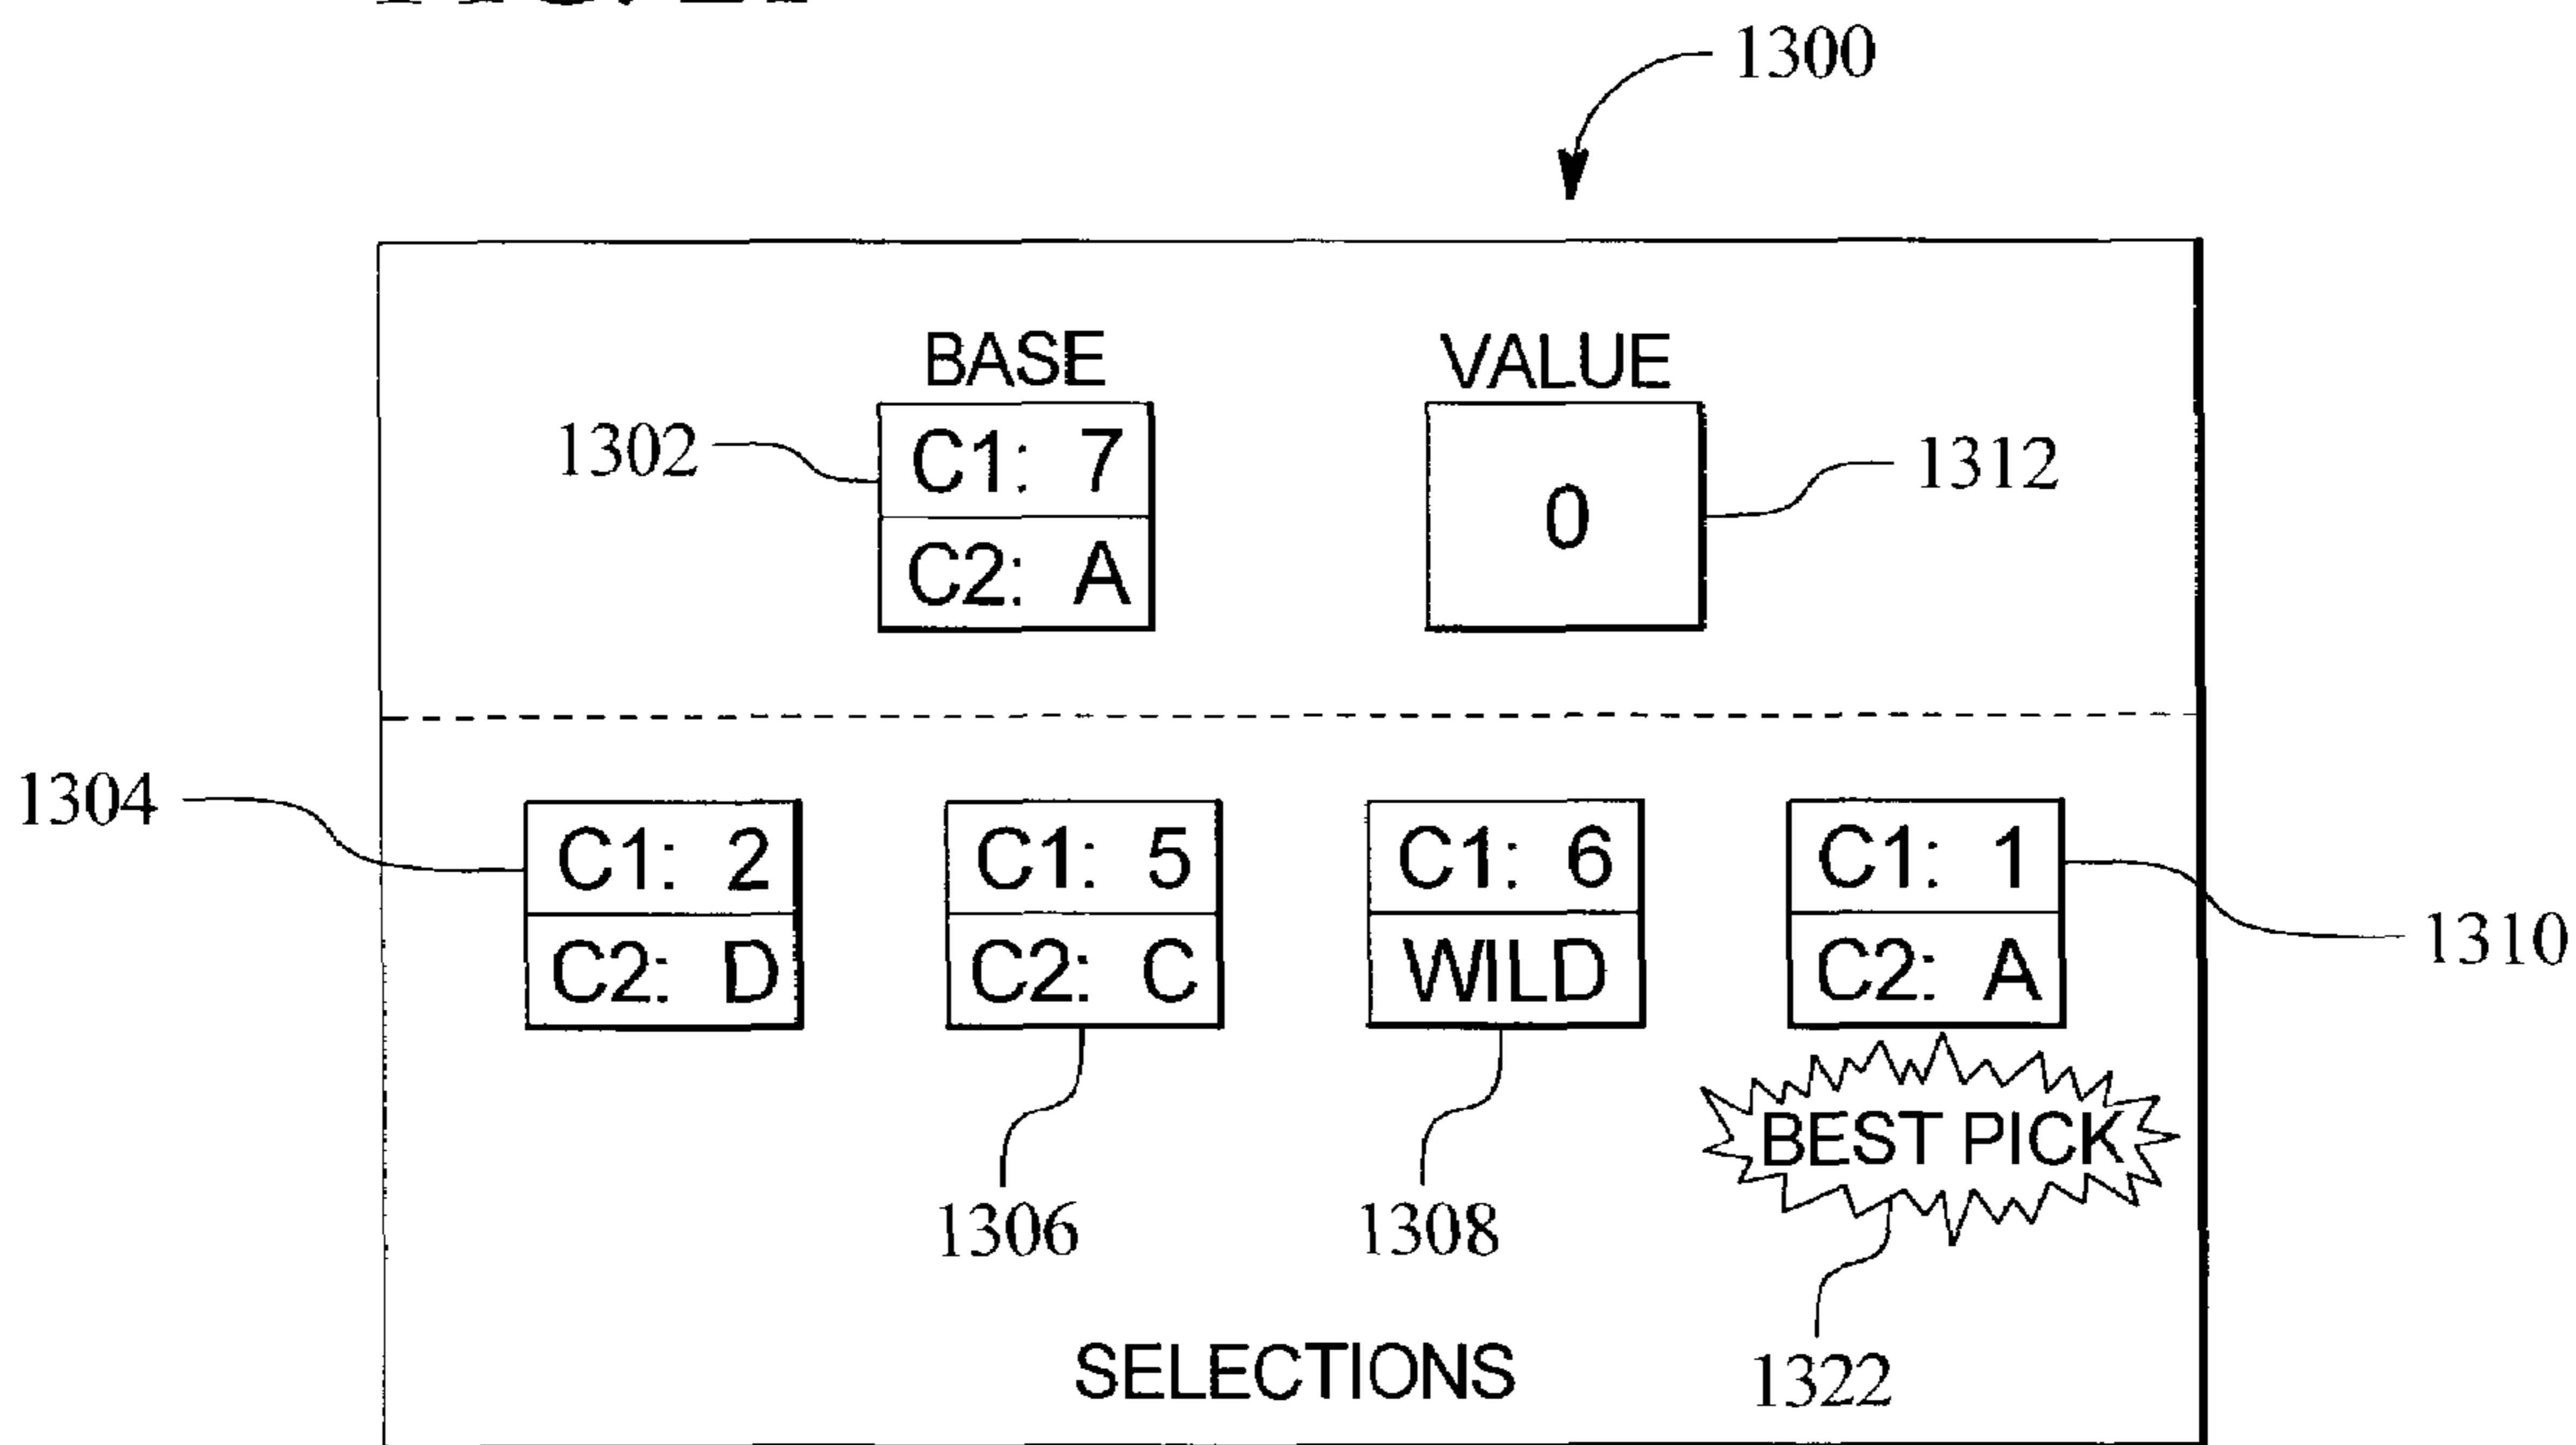 1300
BASE
VALUE
1302
C1: 7
C2: A
0
1312
1304
C1: 2
C2: D
C1: 5
C2: C
C1: 6
WILD
C1: 1
C2: A
1310
BEST PICK
1306
1308
1322
SELECTIONS